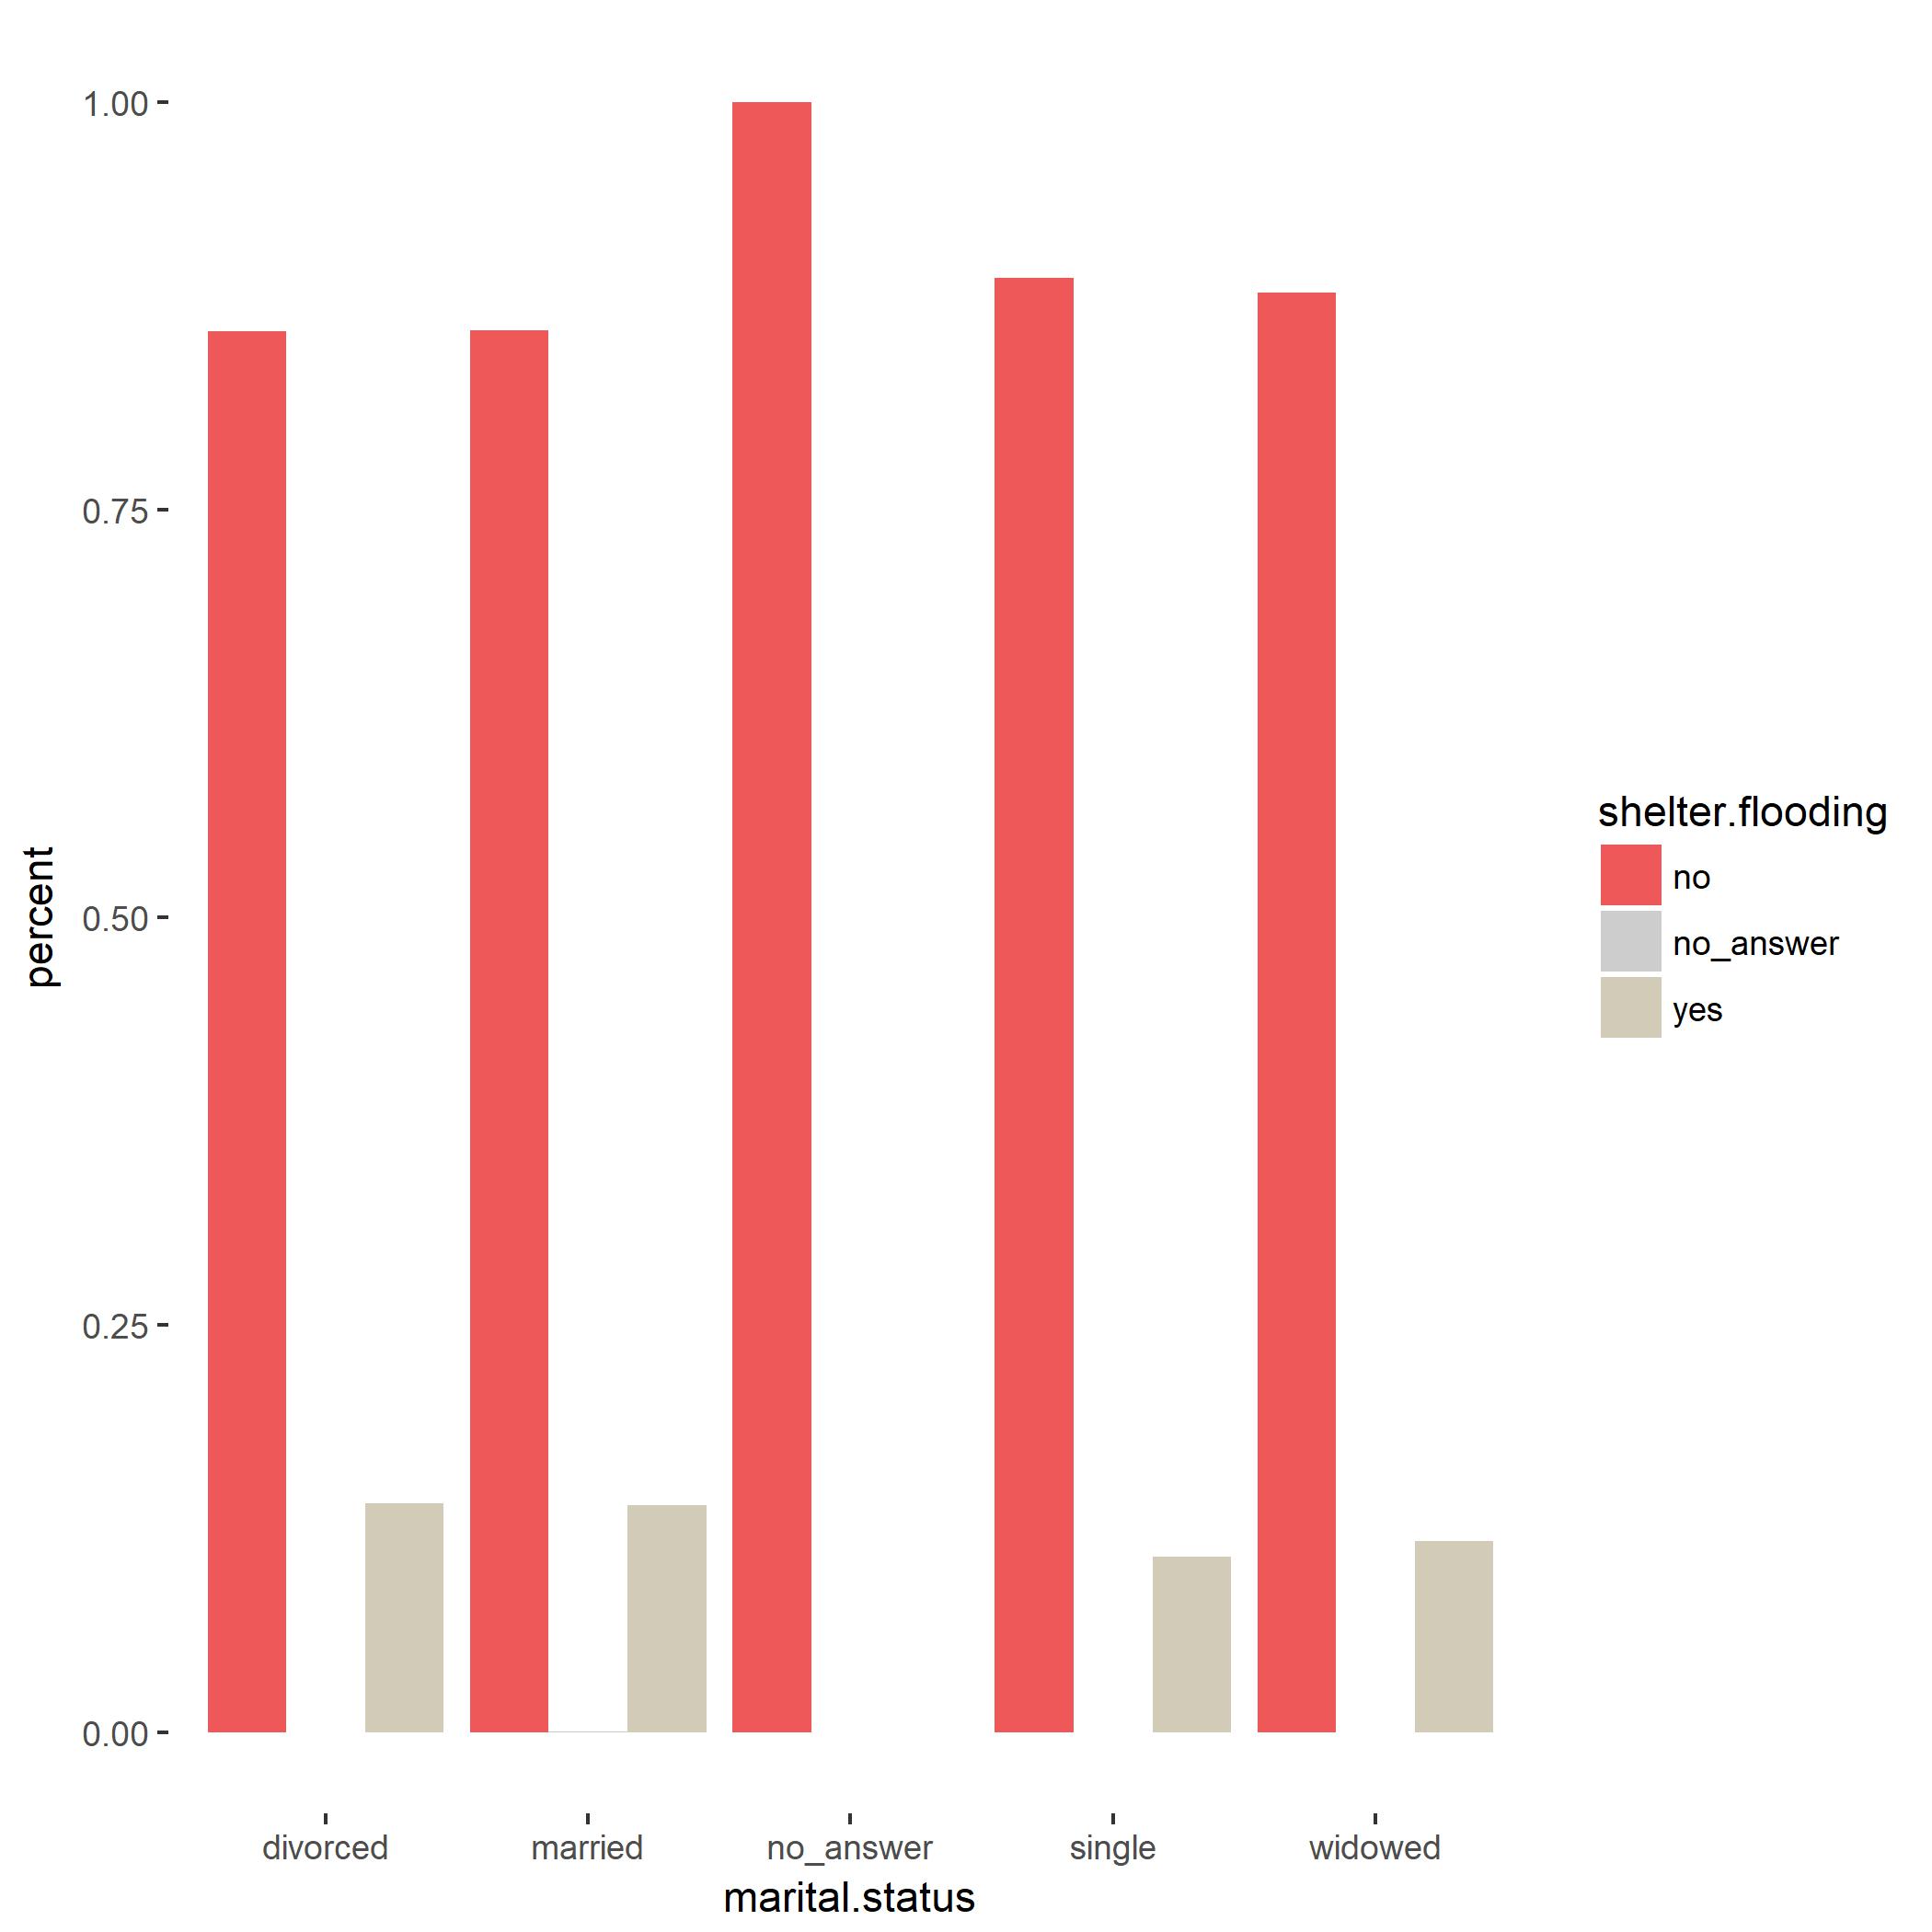 percent
1.00
0.75
0.50
0.25
0.00
divorced married no_answer single widowed
marital.status
shelter.flooding
no
no_answer
yes